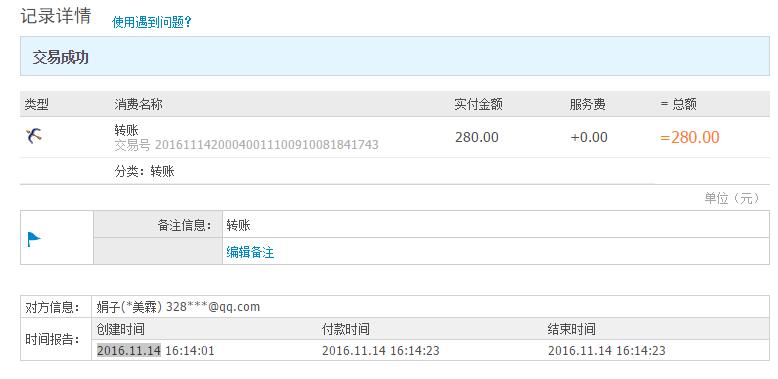 记录详情 使用遇到问题?
交易成功
类型 消费名称 实付金额 服务费 = 总额
转账 280.00 +0.00 =280.00
交易号 20161114200040011100910081841743
分类：转账
单位（元）
备注信息： 转账
编辑备注
对方信息： 娟子(*美霖) 328***@qq.com
时间报告： 创建时间 付款时间 结束时间
2016.11.14 16:14:01 2016.11.14 16:14:23 2016.11.14 16:14:23